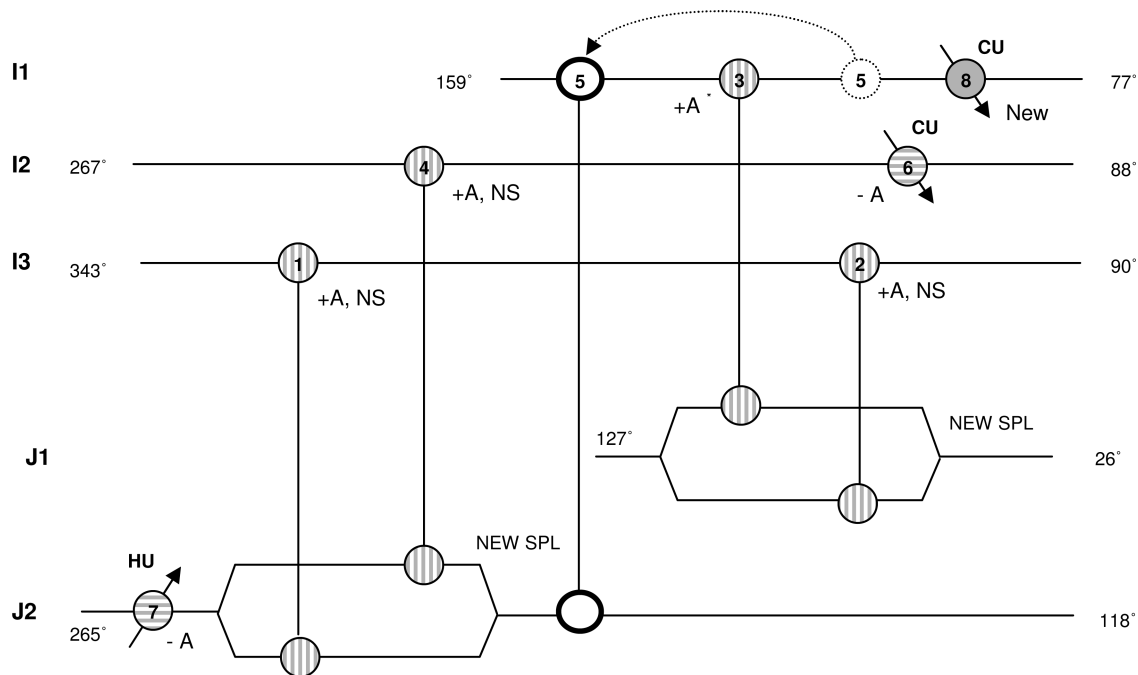 CU
I1 159° 5 3 5 8 77°
+A * New
CU
I2 267° 4 6 88°
+A, NS - A
I3 343° 1 2 90°
+A, NS +A, NS
NEW SPL
127°
J1 26°
NEW SPL
HU
J2 7 118°
265° - A